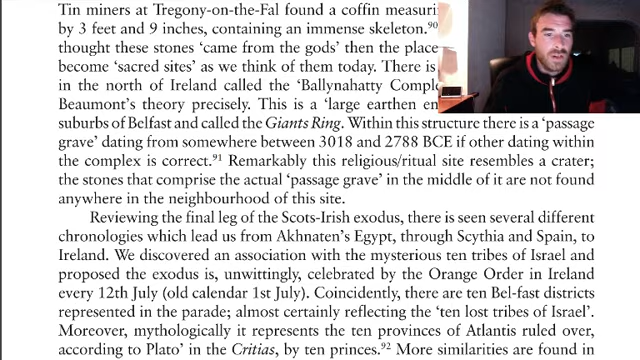 Tin miners at Tregony-on-the-Fal found a coffin measuri
by 3 feet and 9 inches, containing an immense skeleton.90
thought these stones ‘came from the gods’ then the place
become ‘sacred sites’ as we think of them today. There is
in the north of Ireland called the ‘Ballynahatty Comple
Beaumont’s theory precisely. This is a ‘large earthen en
suburbs of Belfast and called the Giants Ring. Within this structure there is a ‘passage
grave’ dating from somewhere between 3018 and 2788 BCE if other dating within
the complex is correct.91 Remarkably this religious/ritual site resembles a crater;
the stones that comprise the actual ‘passage grave’ in the middle of it are not found
anywhere in the neighbourhood of this site.
Reviewing the final leg of the Scots-Irish exodus, there is seen several different
chronologies which lead us from Akhnaten’s Egypt, through Scythia and Spain, to
Ireland. We discovered an association with the mysterious ten tribes of Israel and
proposed the exodus is, unwittingly, celebrated by the Orange Order in Ireland
every 12th July (old calendar 1st July). Coincidently, there are ten Bel-fast districts
represented in the parade; almost certainly reflecting the ‘ten lost tribes of Israel’.
Moreover, mythologically it represents the ten provinces of Atlantis ruled over,
according to Plato’ in the Critias, by ten princes.92 More similarities are found in